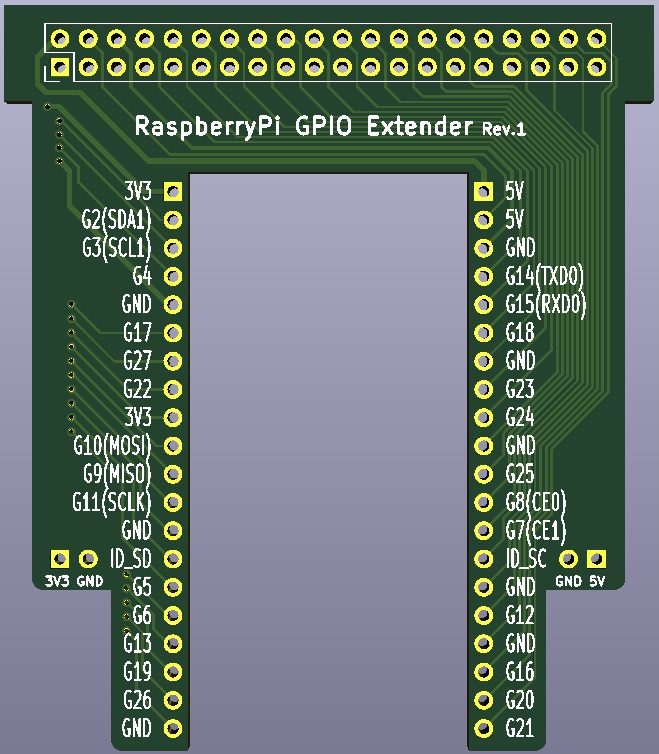 RaspberryPi GPIO Extender Rev.1
3V3 5V
G2(SDA1) 5V
G3(SCL1) GND
G4 G14(TXD0)
GND G15(RXD0)
G17 G18
G27 GND
G22 G23
3V3 G24
G10(MOSI) GND
G9(MISO) G25
G11(SCLK) G8(CE0)
GND G7(CE1)
ID_SD ID_SC
3V3 GND G5 GND GND 5V
G6 G12
G13 GND
G19 G16
G26 G20
GND G21